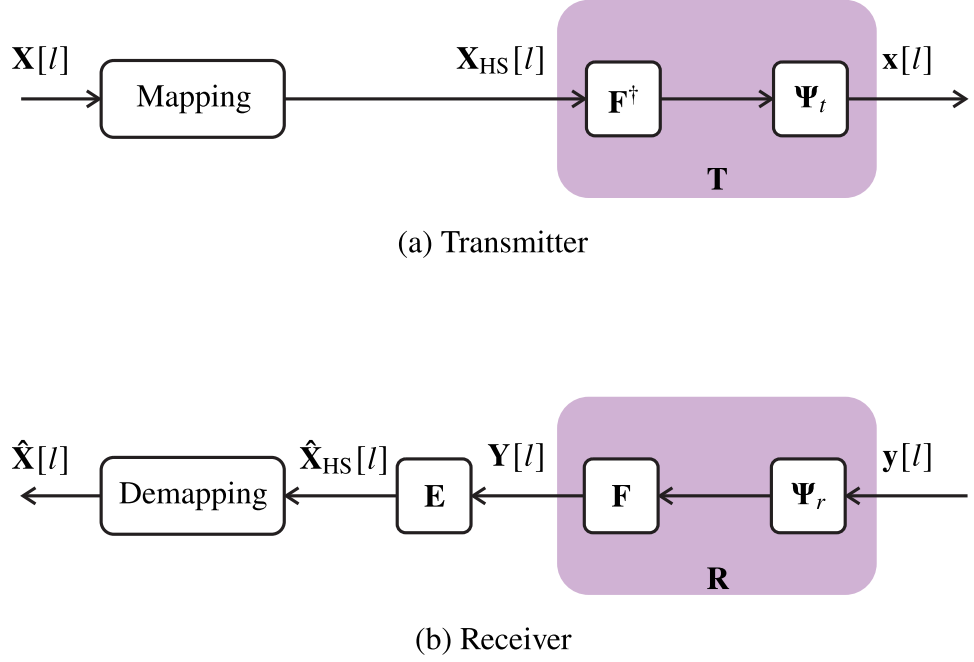 𝐗[l] Mapping 𝐗_HS[l] 𝐅† 𝚿_t 𝐱[l]
𝐓
(a) Transmitter
𝐗̂[l] Demapping 𝐗̂_HS[l] 𝐄 𝐘[l] 𝐅 𝚿_r 𝐲[l]
𝐑
(b) Receiver